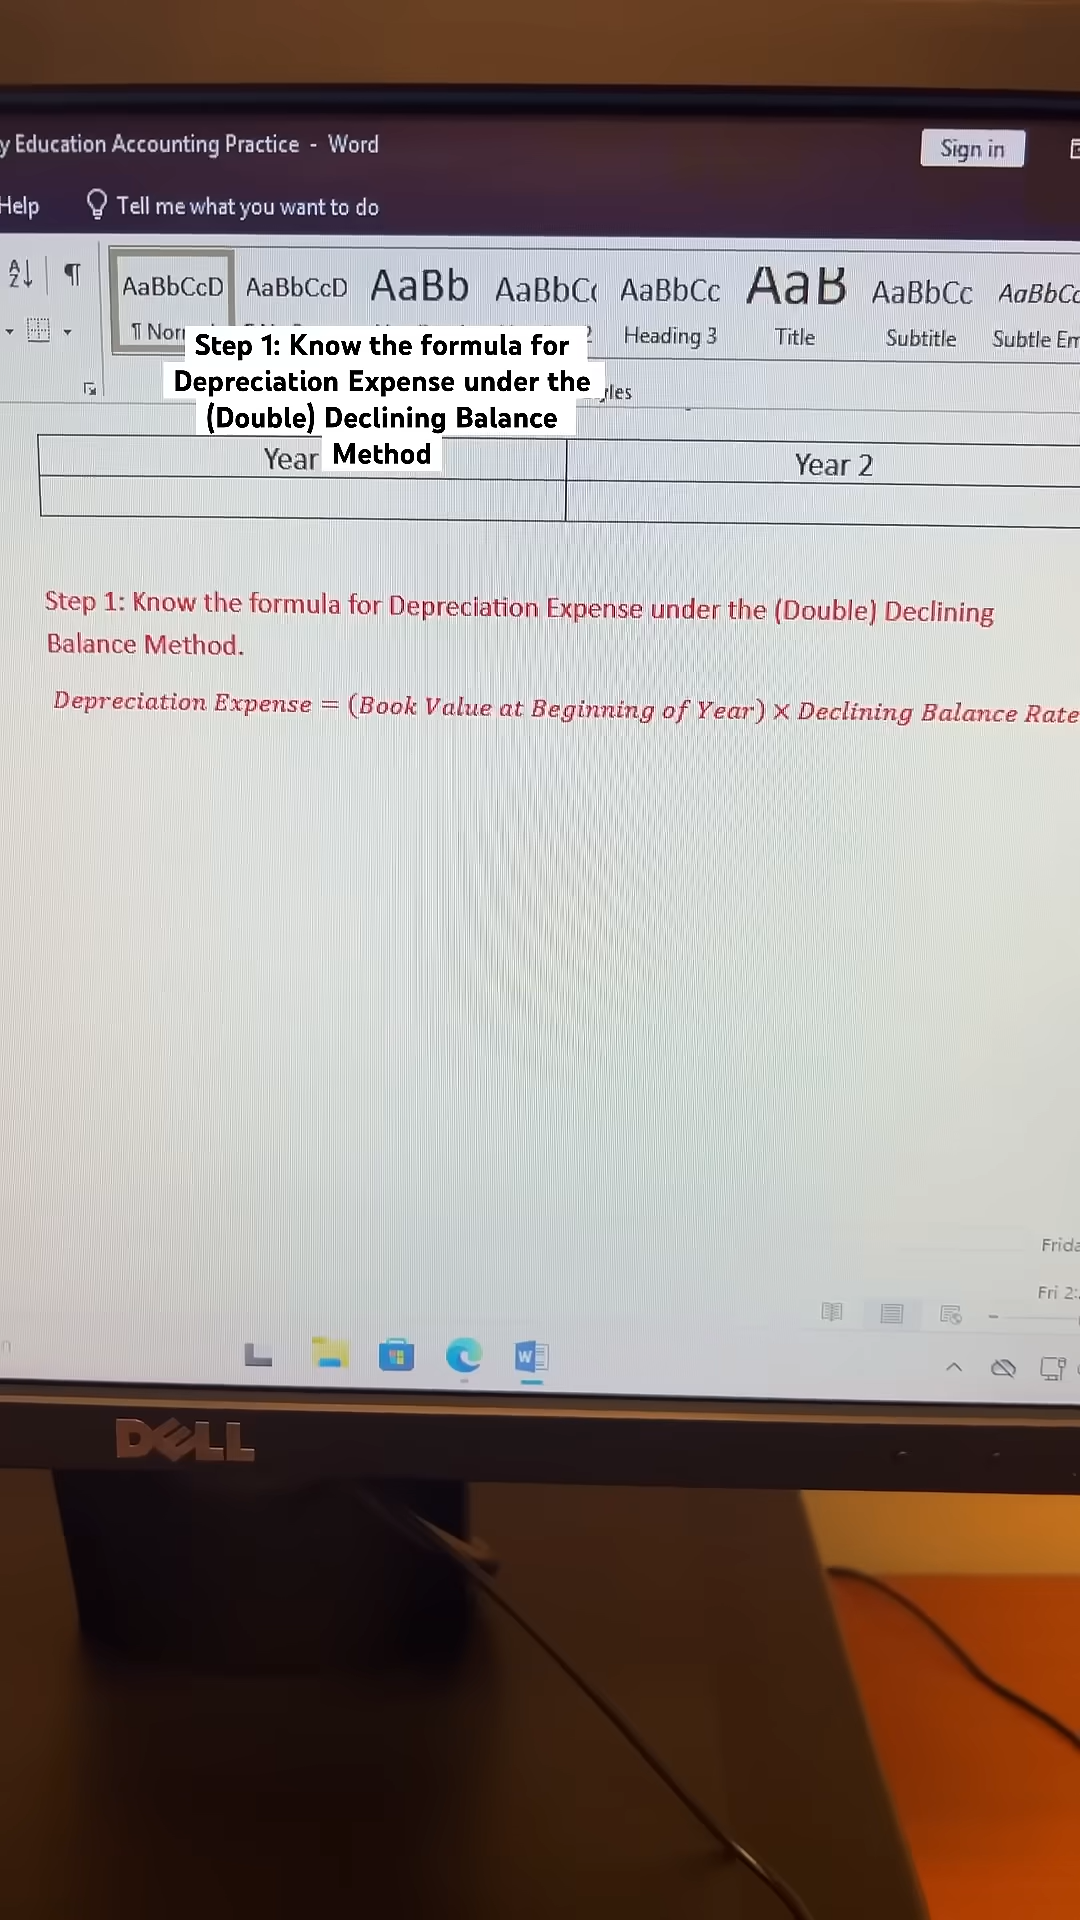 Education Accounting Practice - Word
Sign in
Help
Tell me what you want to do
AaBbCcD
AaBbCcD
AaBb
AaBbCc
AaBb
AaBbCc
Heading 3
Title
Subtitle
Step 1: Know the formula for
Depreciation Expense under the
(Double) Declining Balance
Method
Year
Year 2
Step 1: Know the formula for Depreciation Expense under the (Double) Declining
Balance Method.
Depreciation Expense = (Book Value at Beginning of Year) × Declining Balance Rate
Fri 2:
DELL